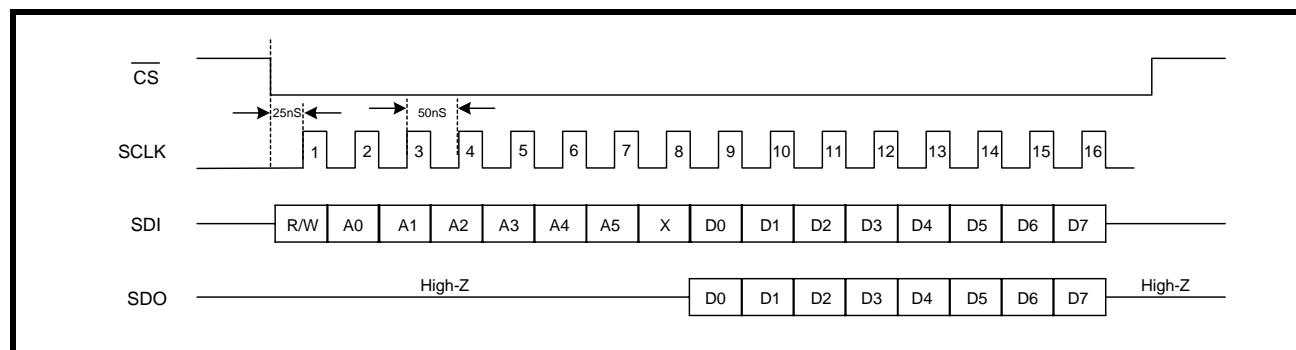 CS
25nS 50nS
SCLK 1 2 3 4 5 6 7 8 9 10 11 12 13 14 15 16
SDI R/W A0 A1 A2 A3 A4 A5 X D0 D1 D2 D3 D4 D5 D6 D7
High-Z High-Z
SDO D0 D1 D2 D3 D4 D5 D6 D7